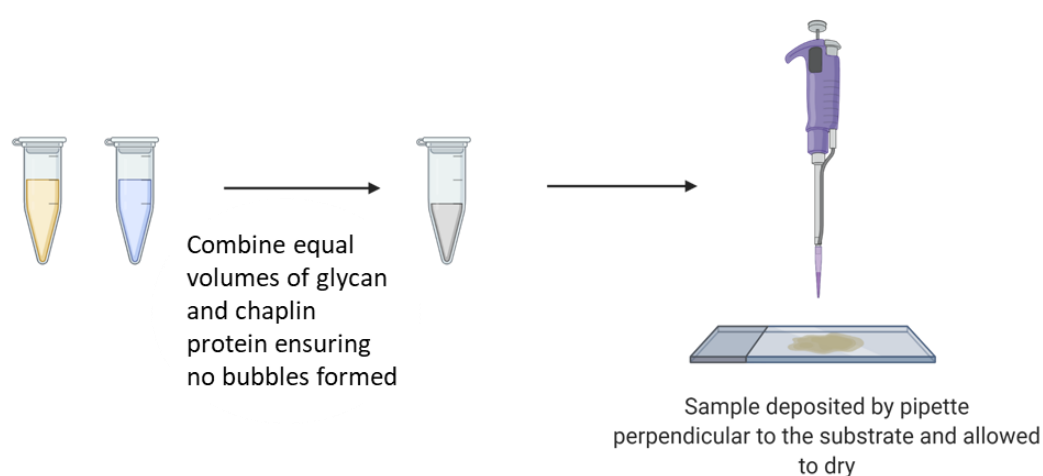 Combine equal
volumes of glycan
and chaplin
protein ensuring
no bubbles formed
Sample deposited by pipette
perpendicular to the substrate and allowed
to dry